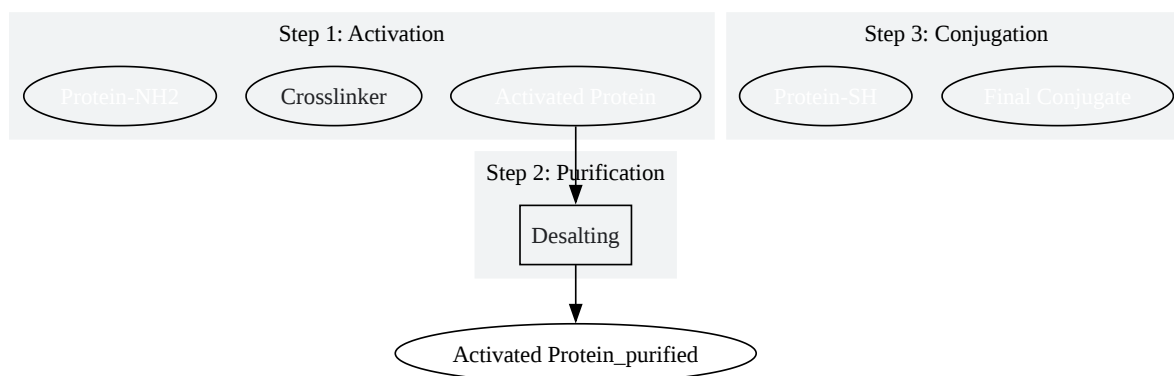 Step 1: Activation
Step 3: Conjugation
Protein-NH2
Crosslinker
Activated Protein
Protein-SH
Final Conjugate
Step 2: Purification
Desalting
Activated Protein_purified